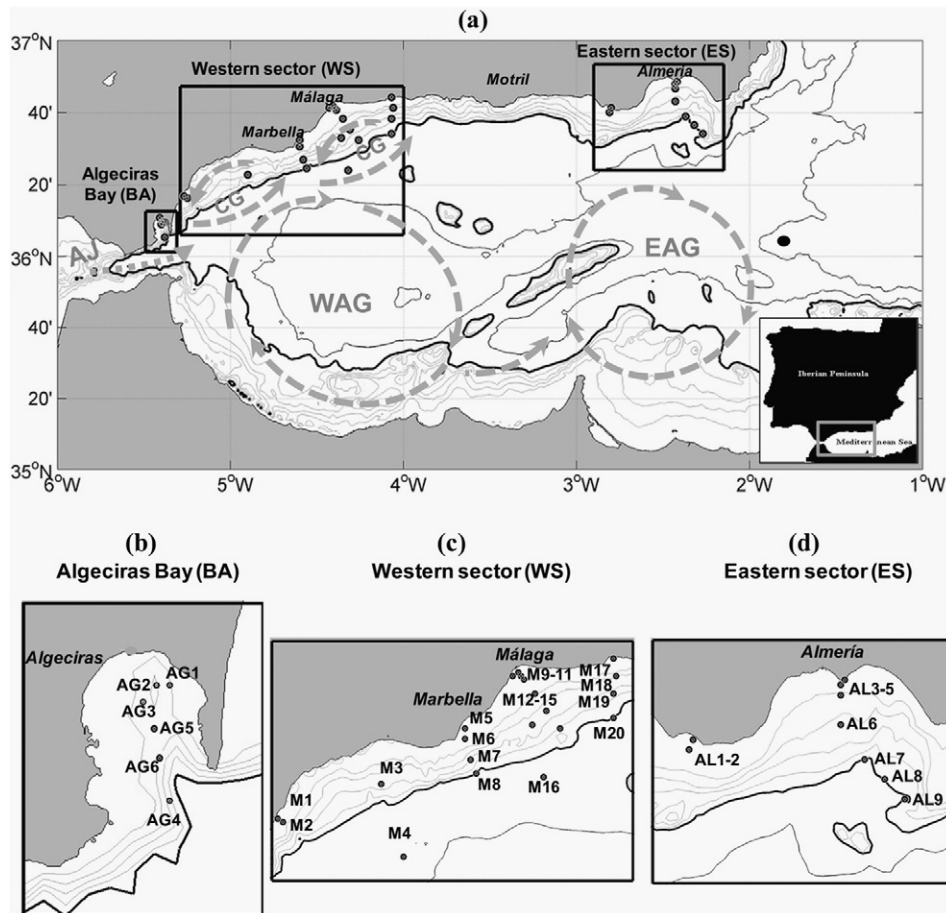 (a)
37°N
Eastern sector (ES)
Western sector (WS)
Almería
Motril
Málaga
40'
Marbella
CG
Algeciras
Bay (BA)
20'
CG
AJ
36°N
EAG
WAG
40'
Iberian Peninsula
20'
Mediterranean Sea
35°N
6°W
5°W
4°W
3°W
2°W
1°W
(b)
(c)
(d)
Algeciras Bay (BA)
Western sector (WS)
Eastern sector (ES)
Algeciras
AG1
AG2
AG3
AG5
AG6
AG4
Málaga
M17
M9-11
M18
Marbella
M12-15
M19
M5
M20
M6
M7
M3
M8
M16
M1
M2
M4
Almería
AL3-5
AL6
AL1-2
AL7
AL8
AL9